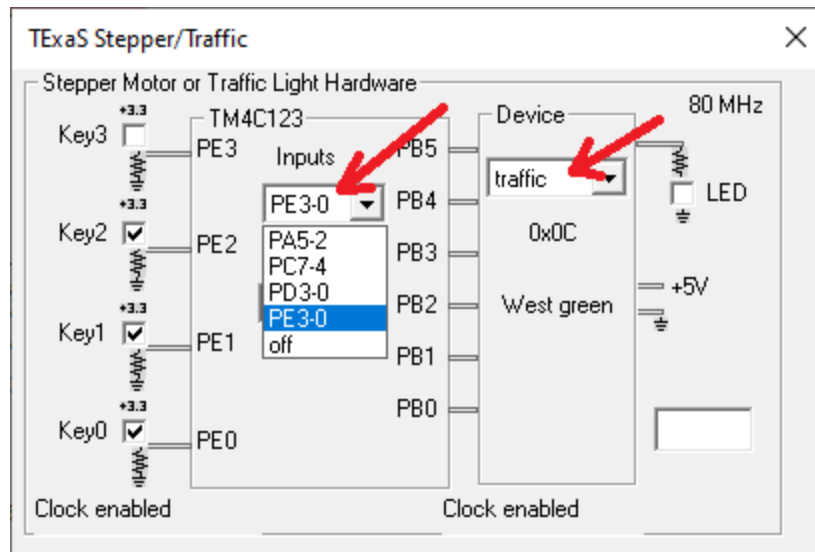 TExaS Stepper/Traffic
Stepper Motor or Traffic Light Hardware
+3.3
Key3
TM4C123
PE3
Inputs
PE3-0
PA5-2
PC7-4
PD3-0
PE3-0
off
PB5
PB4
PB3
PB2
PB1
PB0
Device
traffic
0x0C
West green
80 MHz
LED
+5V
+3.3
Key2
PE2
+3.3
Key1
PE1
+3.3
Key0
PE0
Clock enabled
Clock enabled